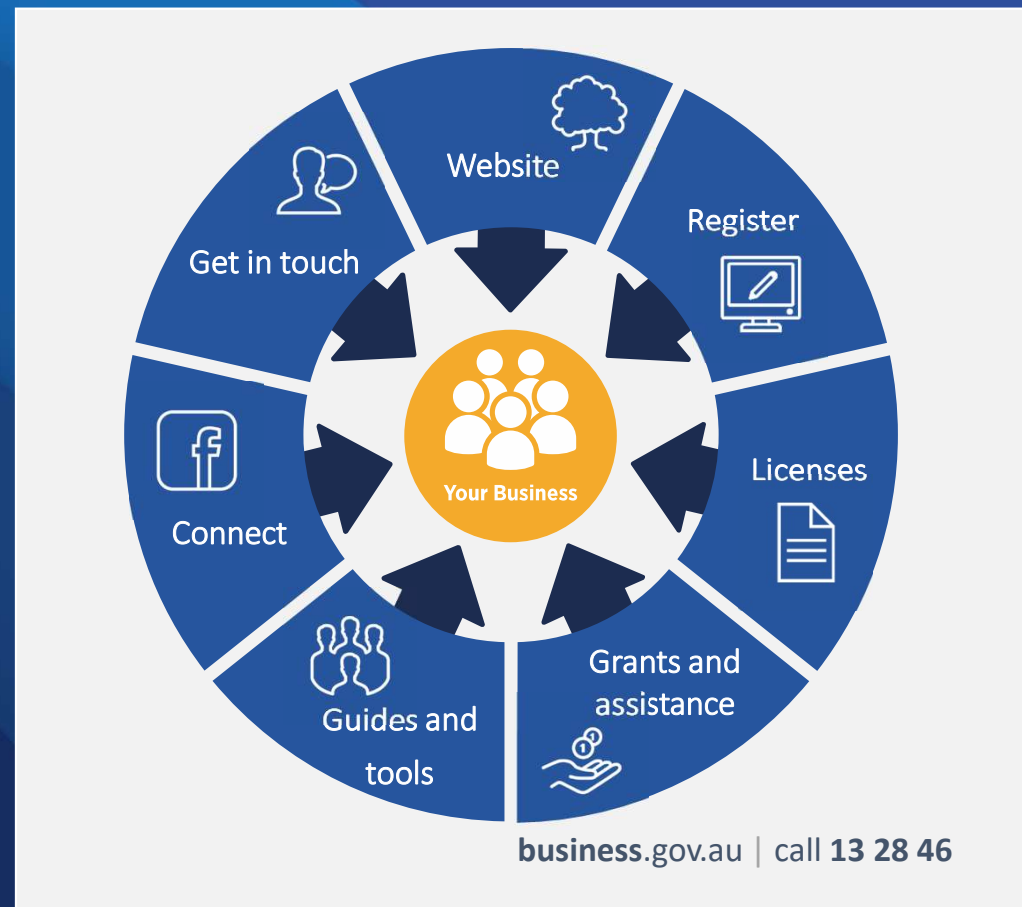 Website
Register
Get in touch
Licenses
Your Business
Connect
Grants and
assistance
Guides and
tools
business.gov.au | call 13 28 46